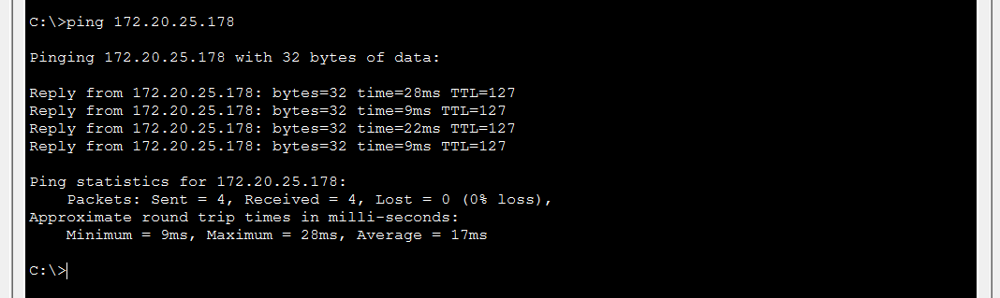 C:\>ping 172.20.25.178
Pinging 172.20.25.178 with 32 bytes of data:
Reply from 172.20.25.178: bytes=32 time=28ms TTL=127
Reply from 172.20.25.178: bytes=32 time=9ms TTL=127
Reply from 172.20.25.178: bytes=32 time=22ms TTL=127
Reply from 172.20.25.178: bytes=32 time=9ms TTL=127
Ping statistics for 172.20.25.178:
    Packets: Sent = 4, Received = 4, Lost = 0 (0% loss),
Approximate round trip times in milli-seconds:
    Minimum = 9ms, Maximum = 28ms, Average = 17ms
C:\>